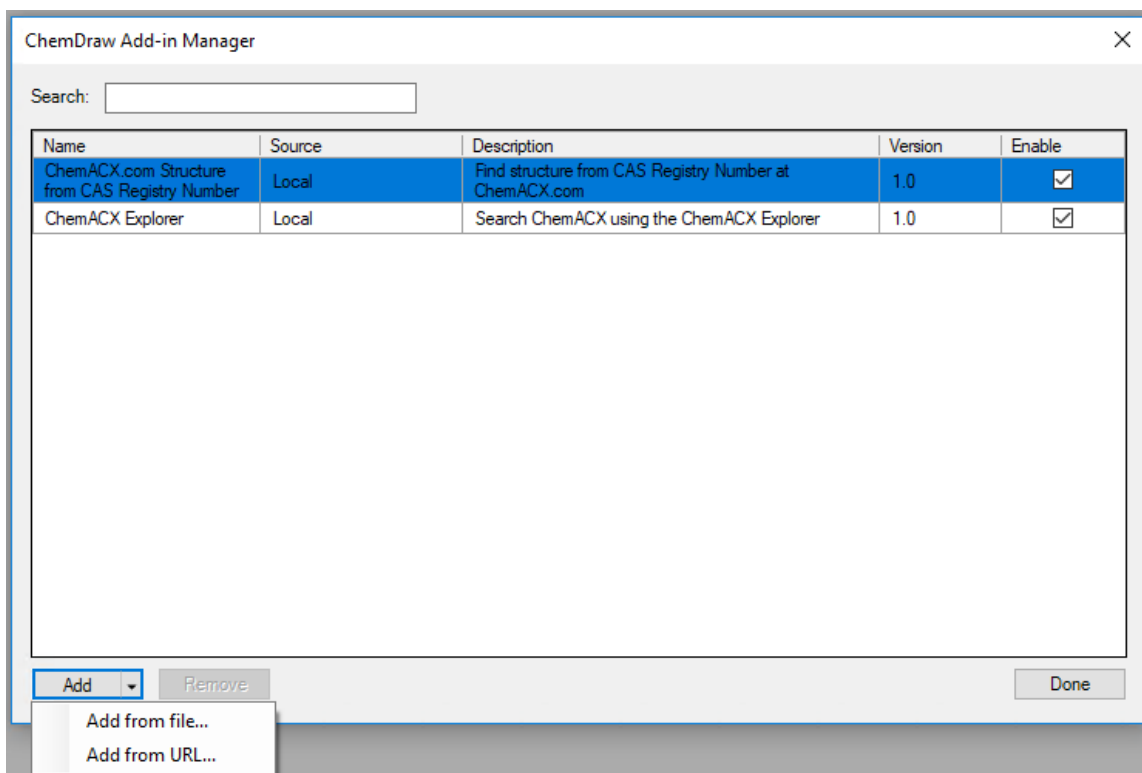 ChemDraw Add-in Manager
Search:
Name Source Description Version Enable
ChemACX.com Structure
from CAS Registry Number
Local
Find structure from CAS Registry Number at
ChemACX.com
1.0
ChemACX Explorer Local Search ChemACX using the ChemACX Explorer 1.0
Add Remove Done
Add from file...
Add from URL...